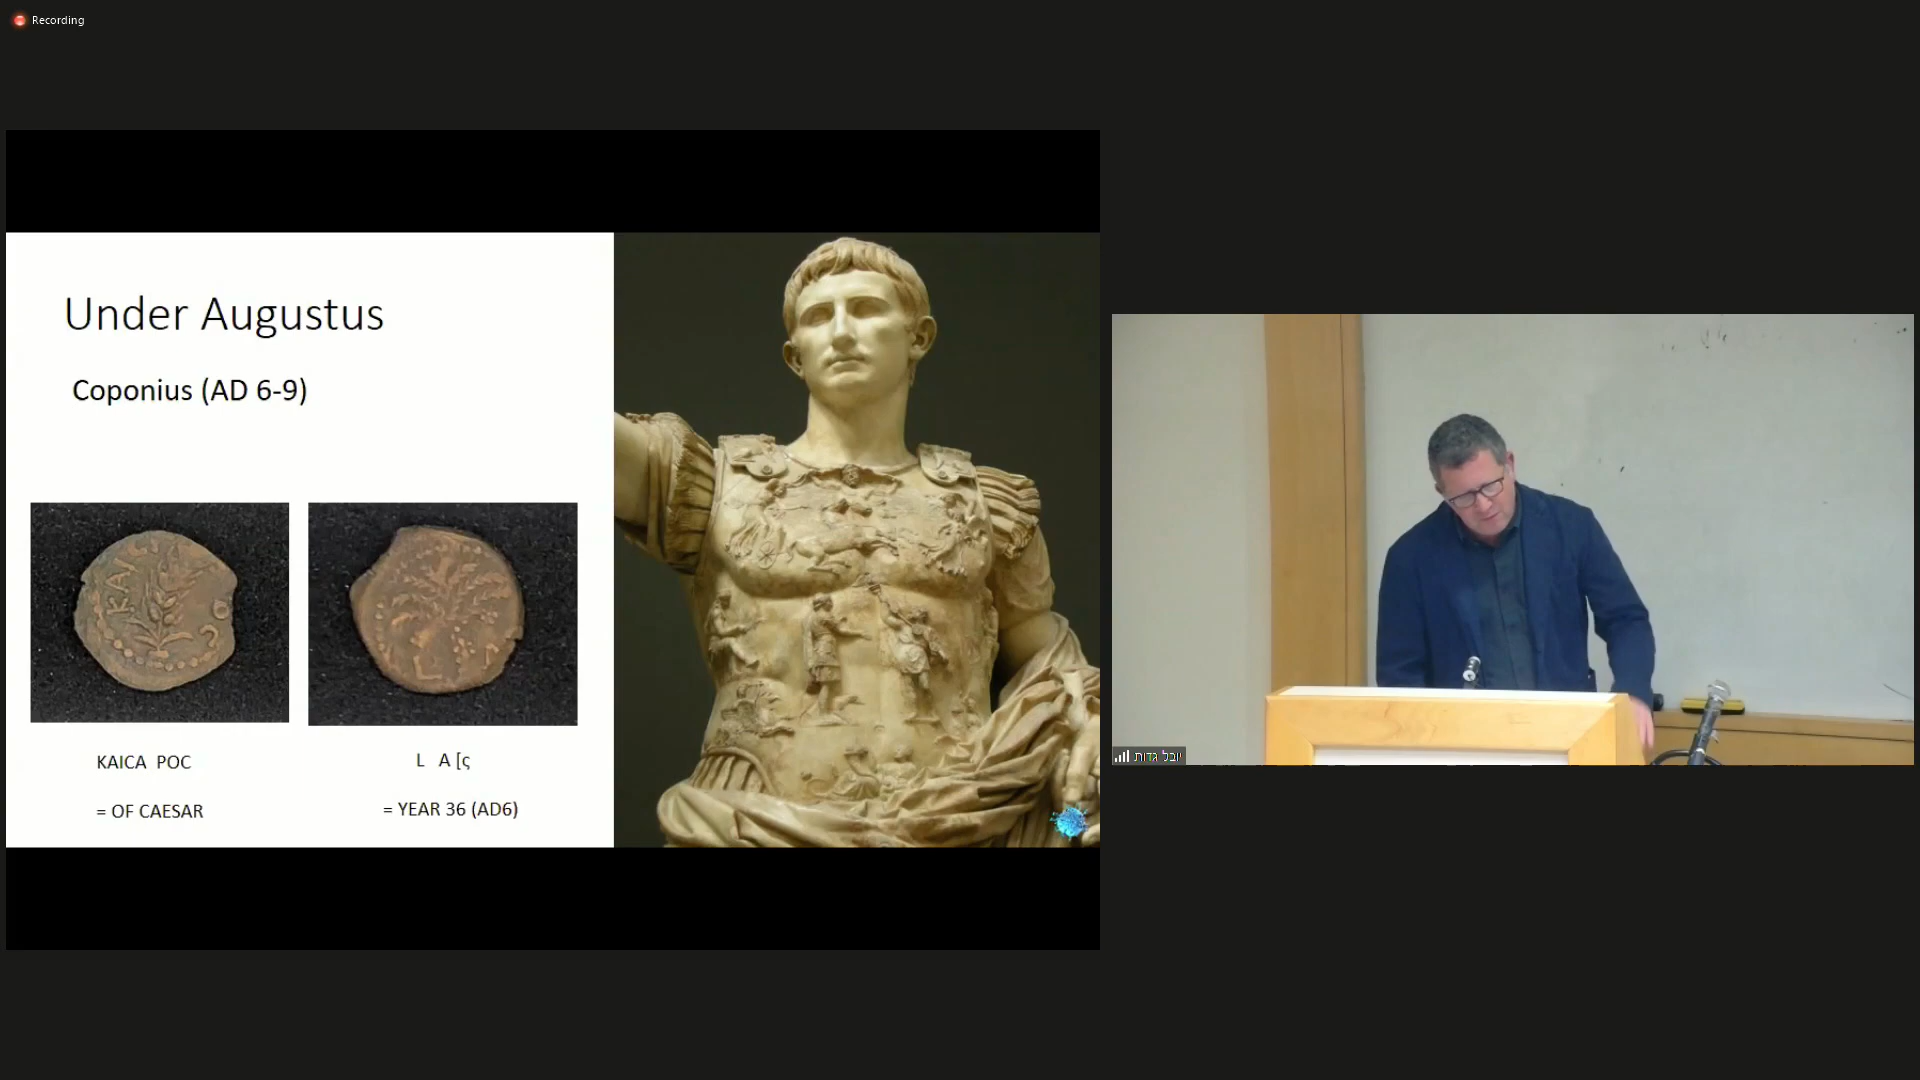 Recording
Under Augustus
Coponius (AD 6-9)
KAICA POC
= OF CAESAR
L A [ς
= YEAR 36 (AD6)
יובל גדות